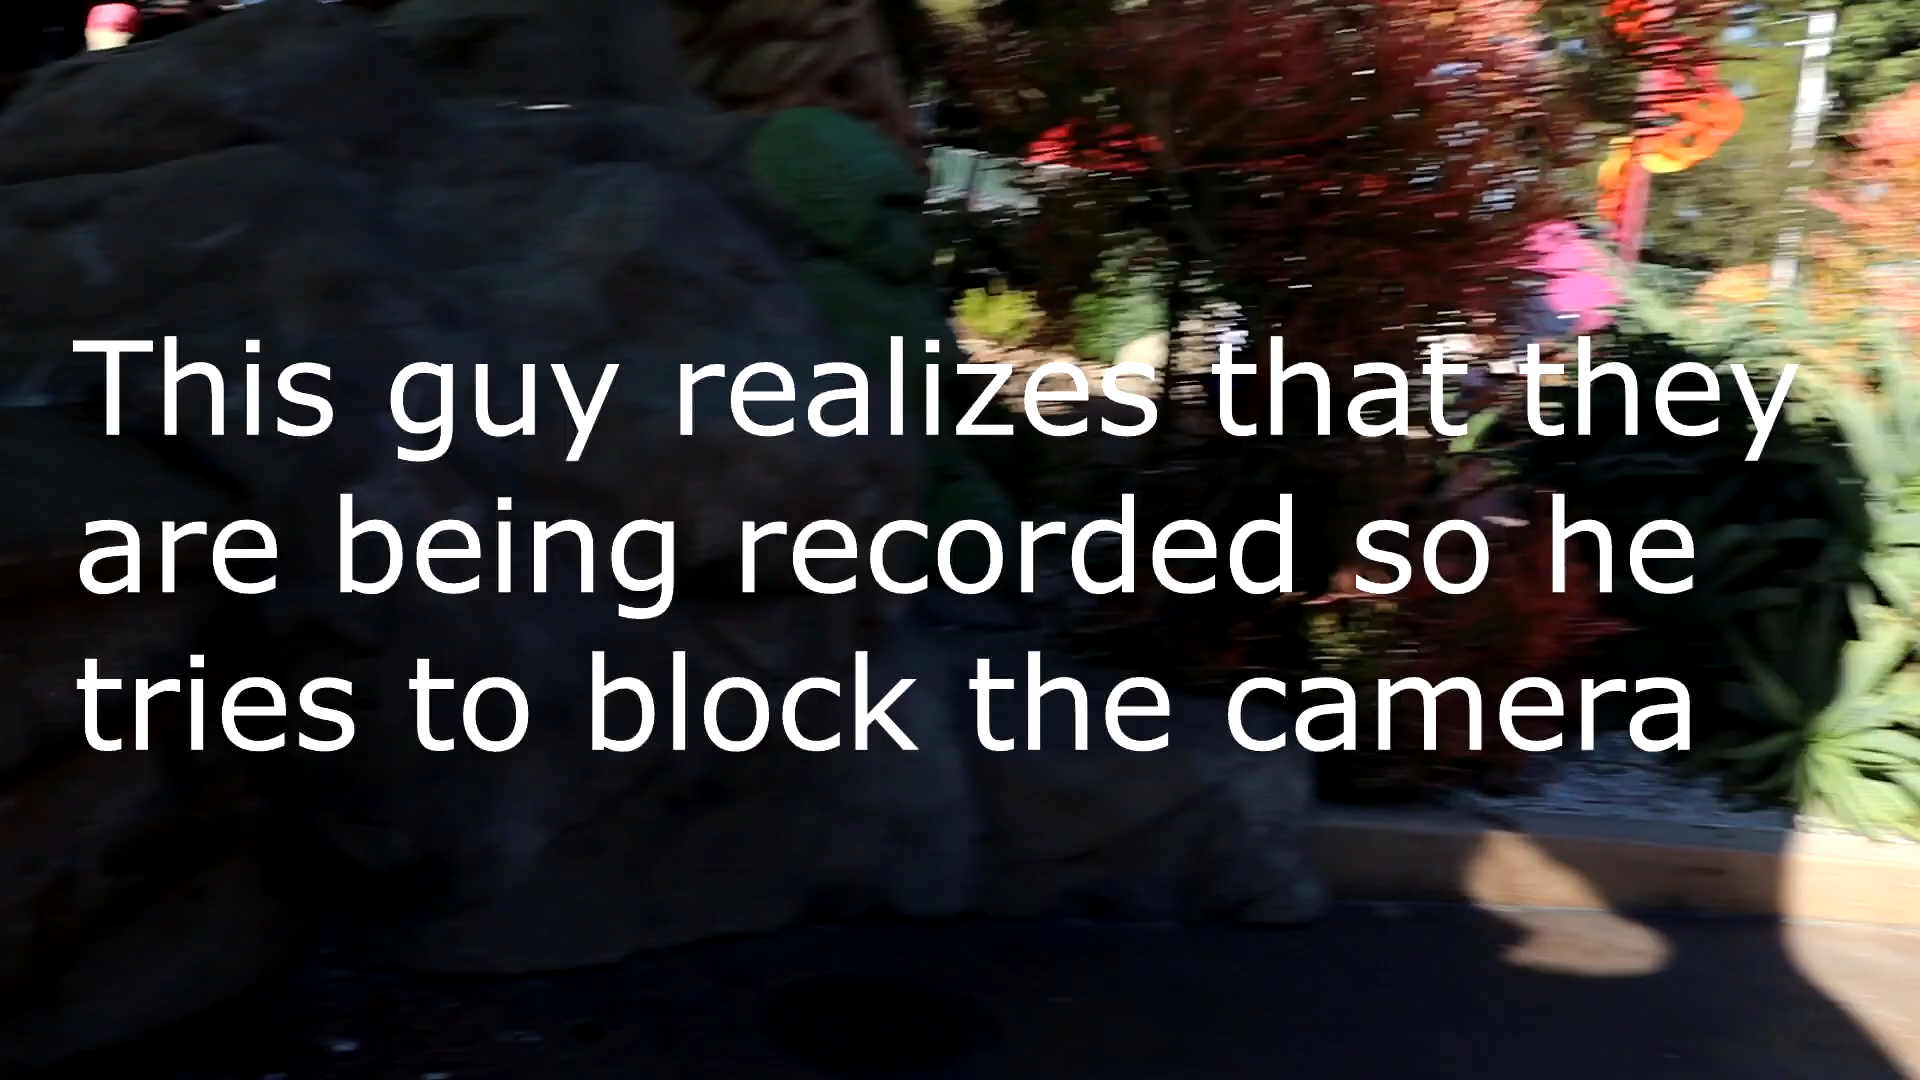 This guy realizes that they
are being recorded so he
tries to block the camera